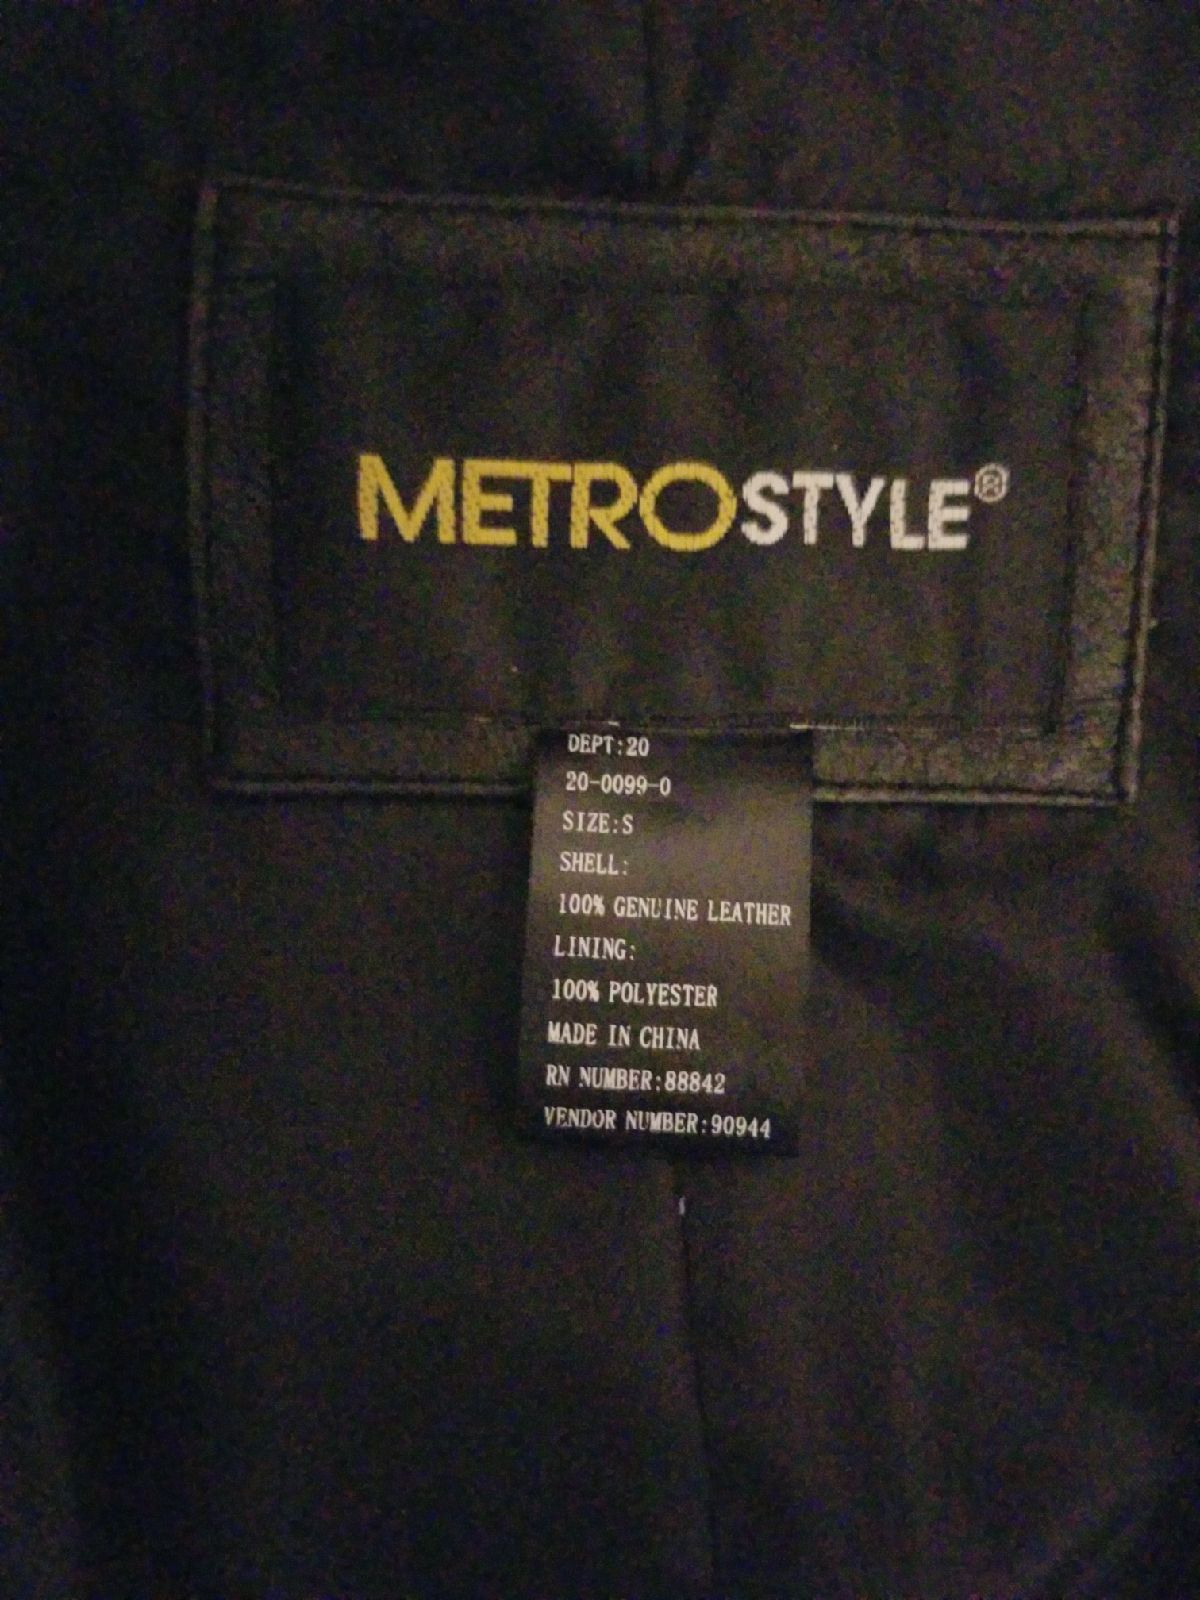 METROSTYLE®
DEPT:20
20-0099-0
SIZE:S
SHELL:
100% GENUINE LEATHER
LINING:
100% POLYESTER
MADE IN CHINA
RN NUMBER:88842
VENDOR NUMBER:90944